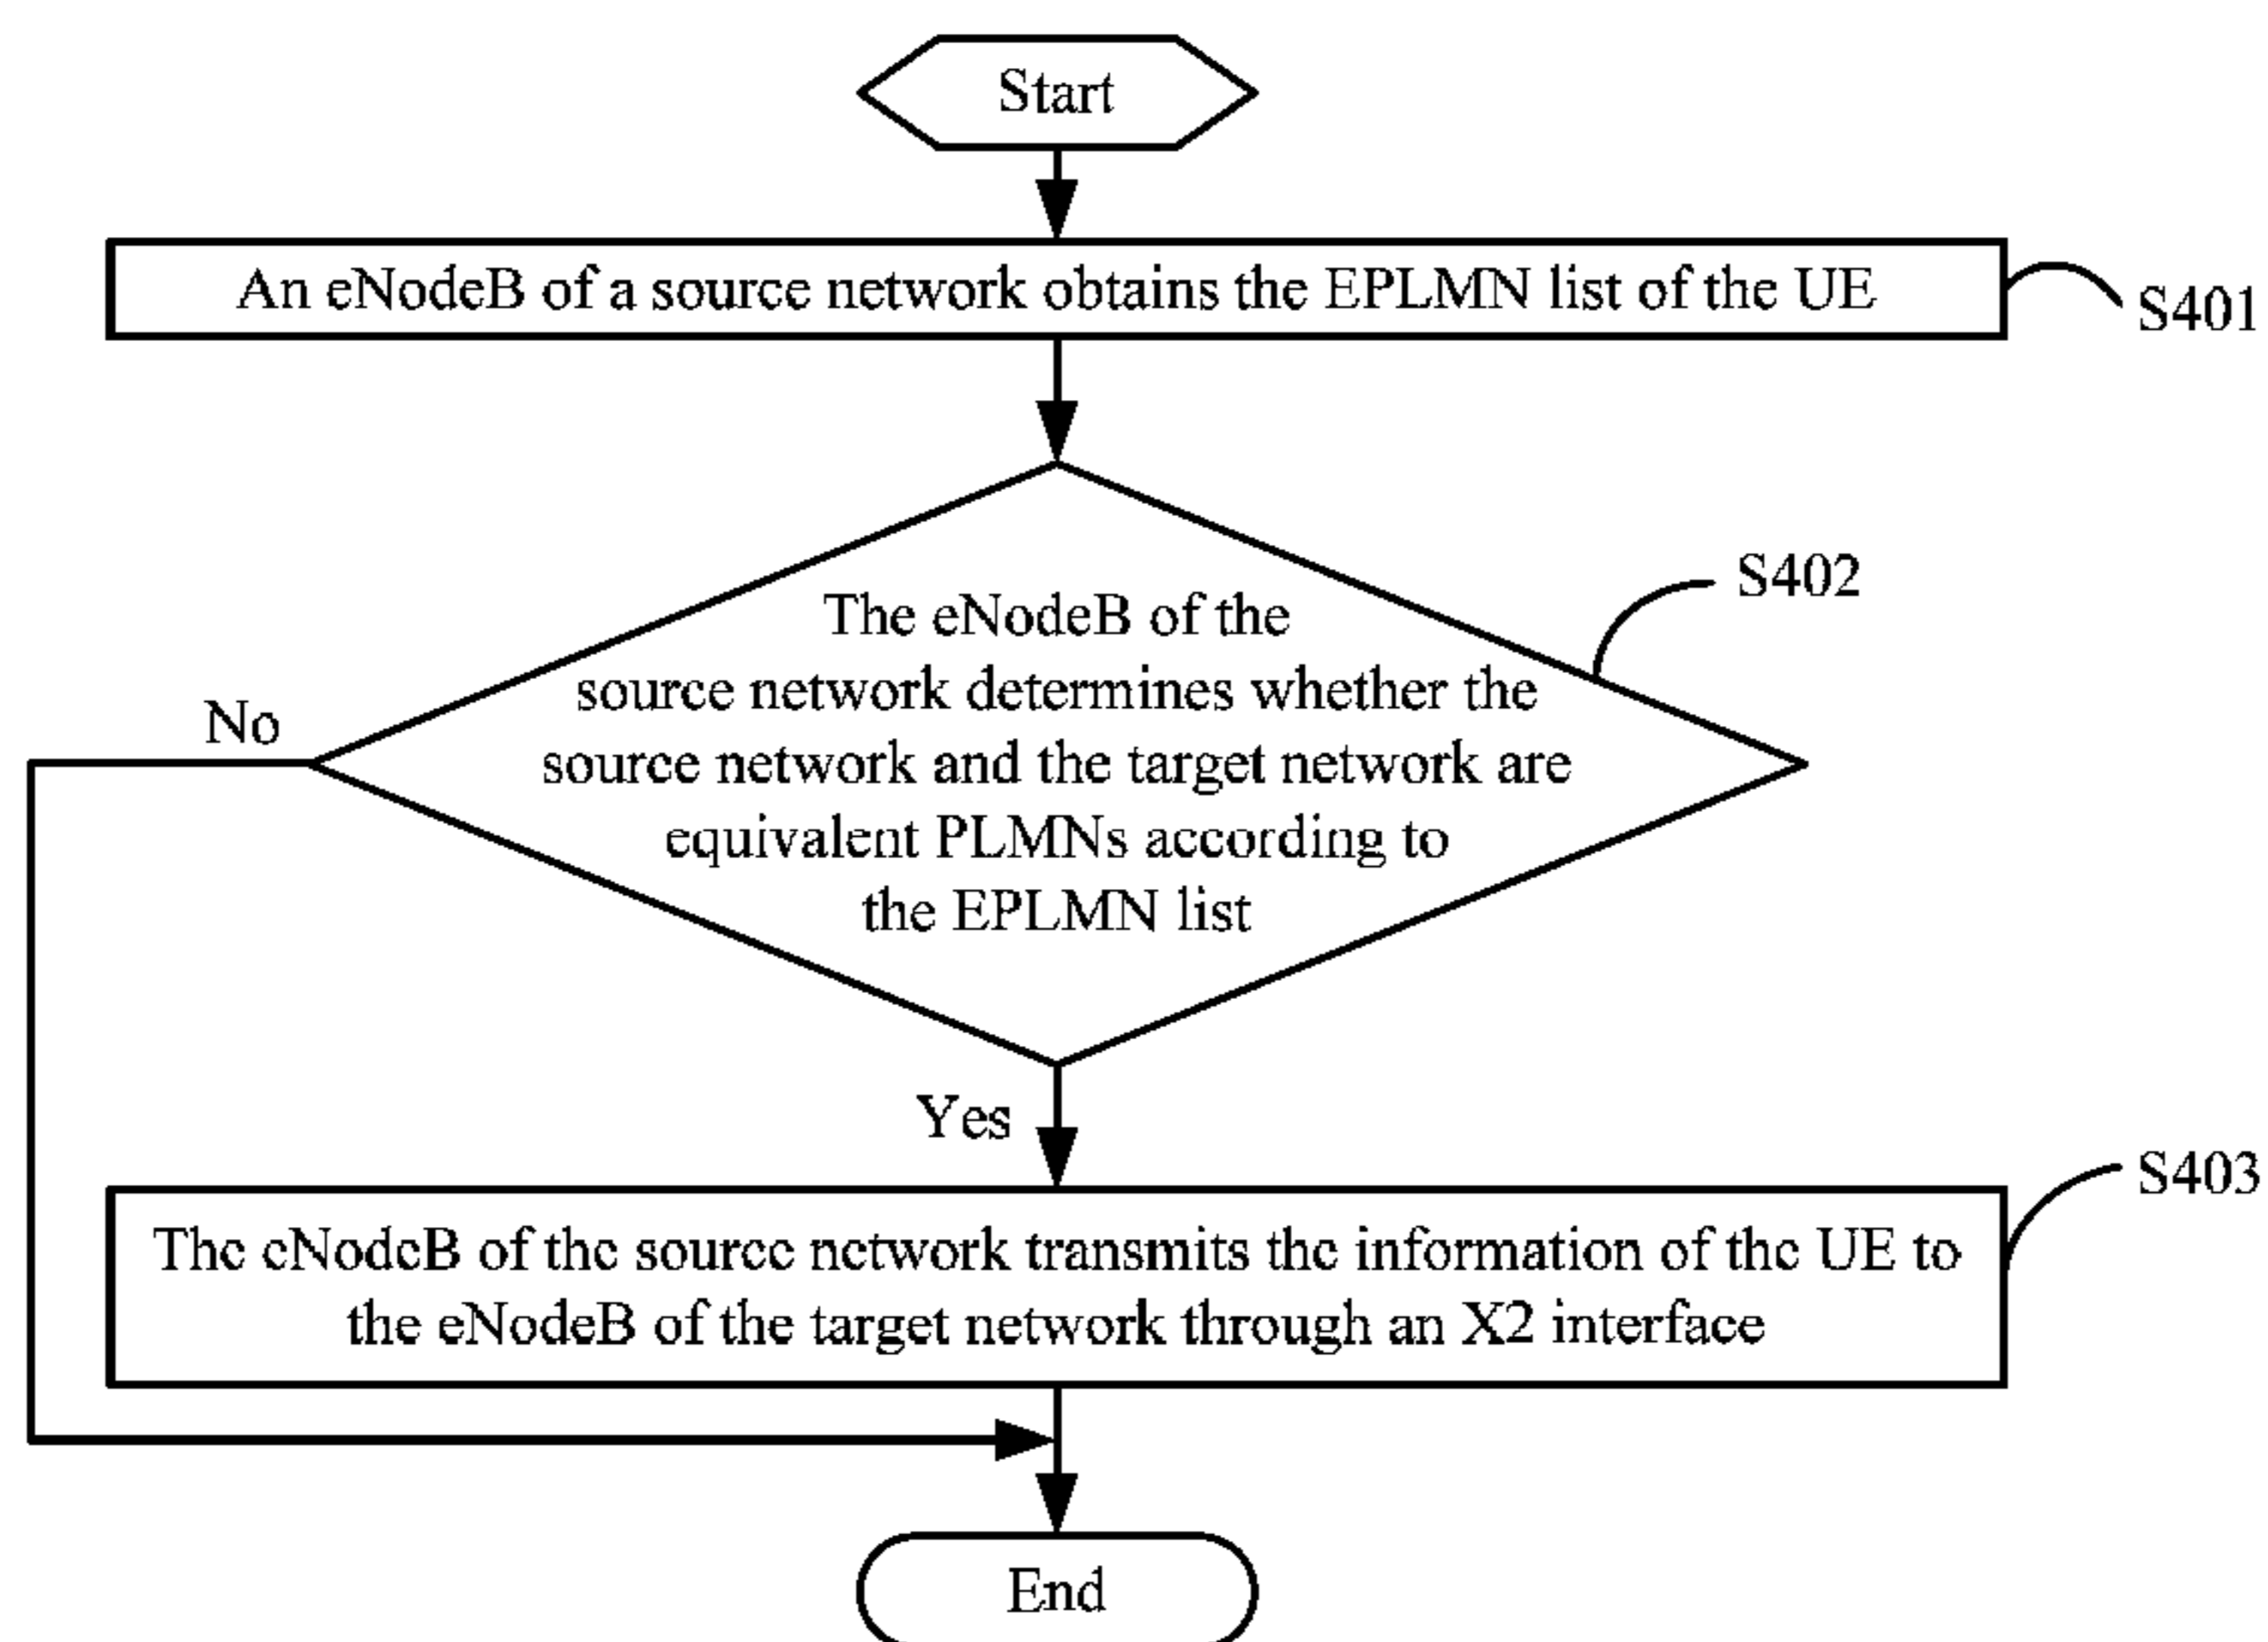 Start
An eNodeB of a source network obtains the EPLMN list of the UE
S401
S402
The eNodeB of the
source network determines whether the
source network and the target network are
equivalent PLMNs according to
the EPLMN list
No
Yes
S403
The eNodeB of the source network transmits the information of the UE to
the eNodeB of the target network through an X2 interface
End